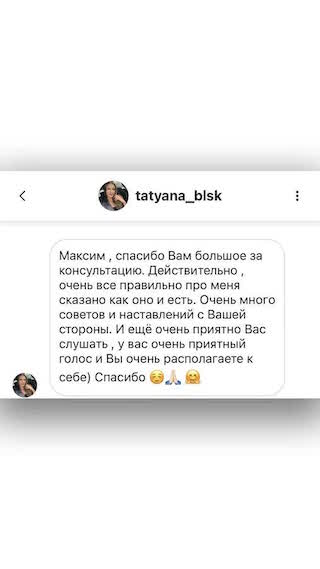 tatyana_blsk
Максим , спасибо Вам большое за
консультацию. Действительно ,
очень все правильно про меня
сказано как оно и есть. Очень много
советов и наставлений с Вашей
стороны. И ещё очень приятно Вас
слушать , у вас очень приятный
голос и Вы очень располагаете к
себе) Спасибо ☺️🙏🏻🤗